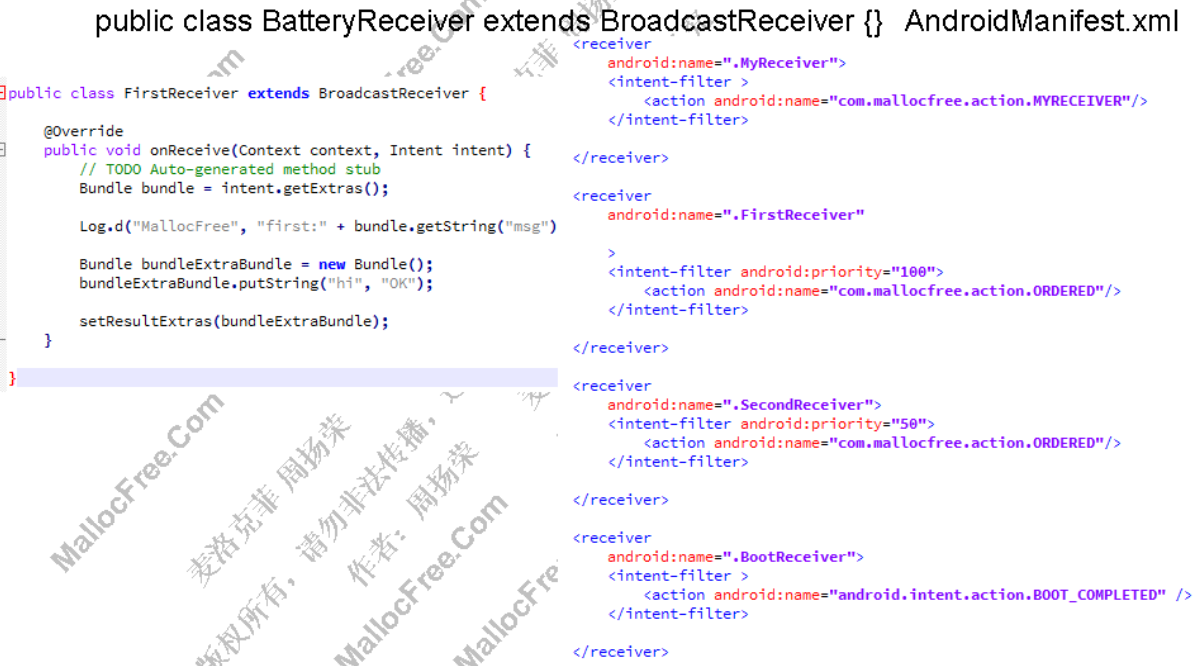 public class BatteryReceiver extends BroadcastReceiver {}   AndroidManifest.xml
public class FirstReceiver extends BroadcastReceiver {
@Override
public void onReceive(Context context, Intent intent) {
// TODO Auto-generated method stub
Bundle bundle = intent.getExtras();
Log.d("MallocFree", "first:" + bundle.getString("msg")
Bundle bundleExtraBundle = new Bundle();
bundleExtraBundle.putString("hi", "OK");
setResultExtras(bundleExtraBundle);
}
}
<receiver
android:name=".MyReceiver">
<intent-filter >
<action android:name="com.mallocfree.action.MYRECEIVER"/>
</intent-filter>
</receiver>
<receiver
android:name=".FirstReceiver"
>
<intent-filter android:priority="100">
<action android:name="com.mallocfree.action.ORDERED"/>
</intent-filter>
</receiver>
<receiver
android:name=".SecondReceiver">
<intent-filter android:priority="50">
<action android:name="com.mallocfree.action.ORDERED"/>
</intent-filter>
</receiver>
<receiver
android:name=".BootReceiver">
<intent-filter >
<action android:name="android.intent.action.BOOT_COMPLETED" />
</intent-filter>
</receiver>
MallocFree.Com
麦洛克菲 周扬荣
版权所有，请勿非法传播，
作者：周扬荣
MallocFree.Com
MallocFre